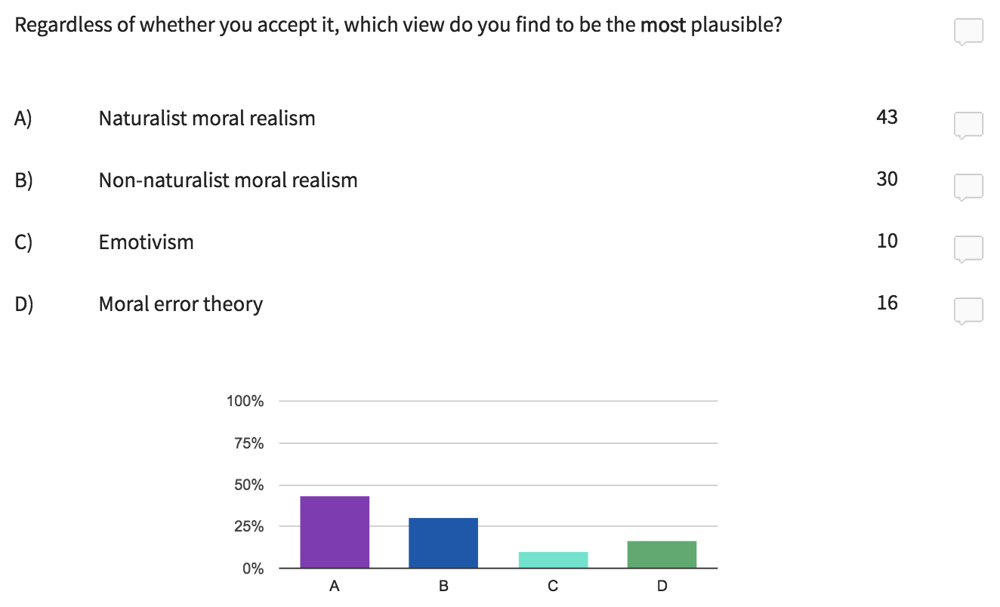 Regardless of whether you accept it, which view do you find to be the most plausible?
A) Naturalist moral realism 43
B) Non-naturalist moral realism 30
C) Emotivism 10
D) Moral error theory 16
100%
75%
50%
25%
0%
A B C D